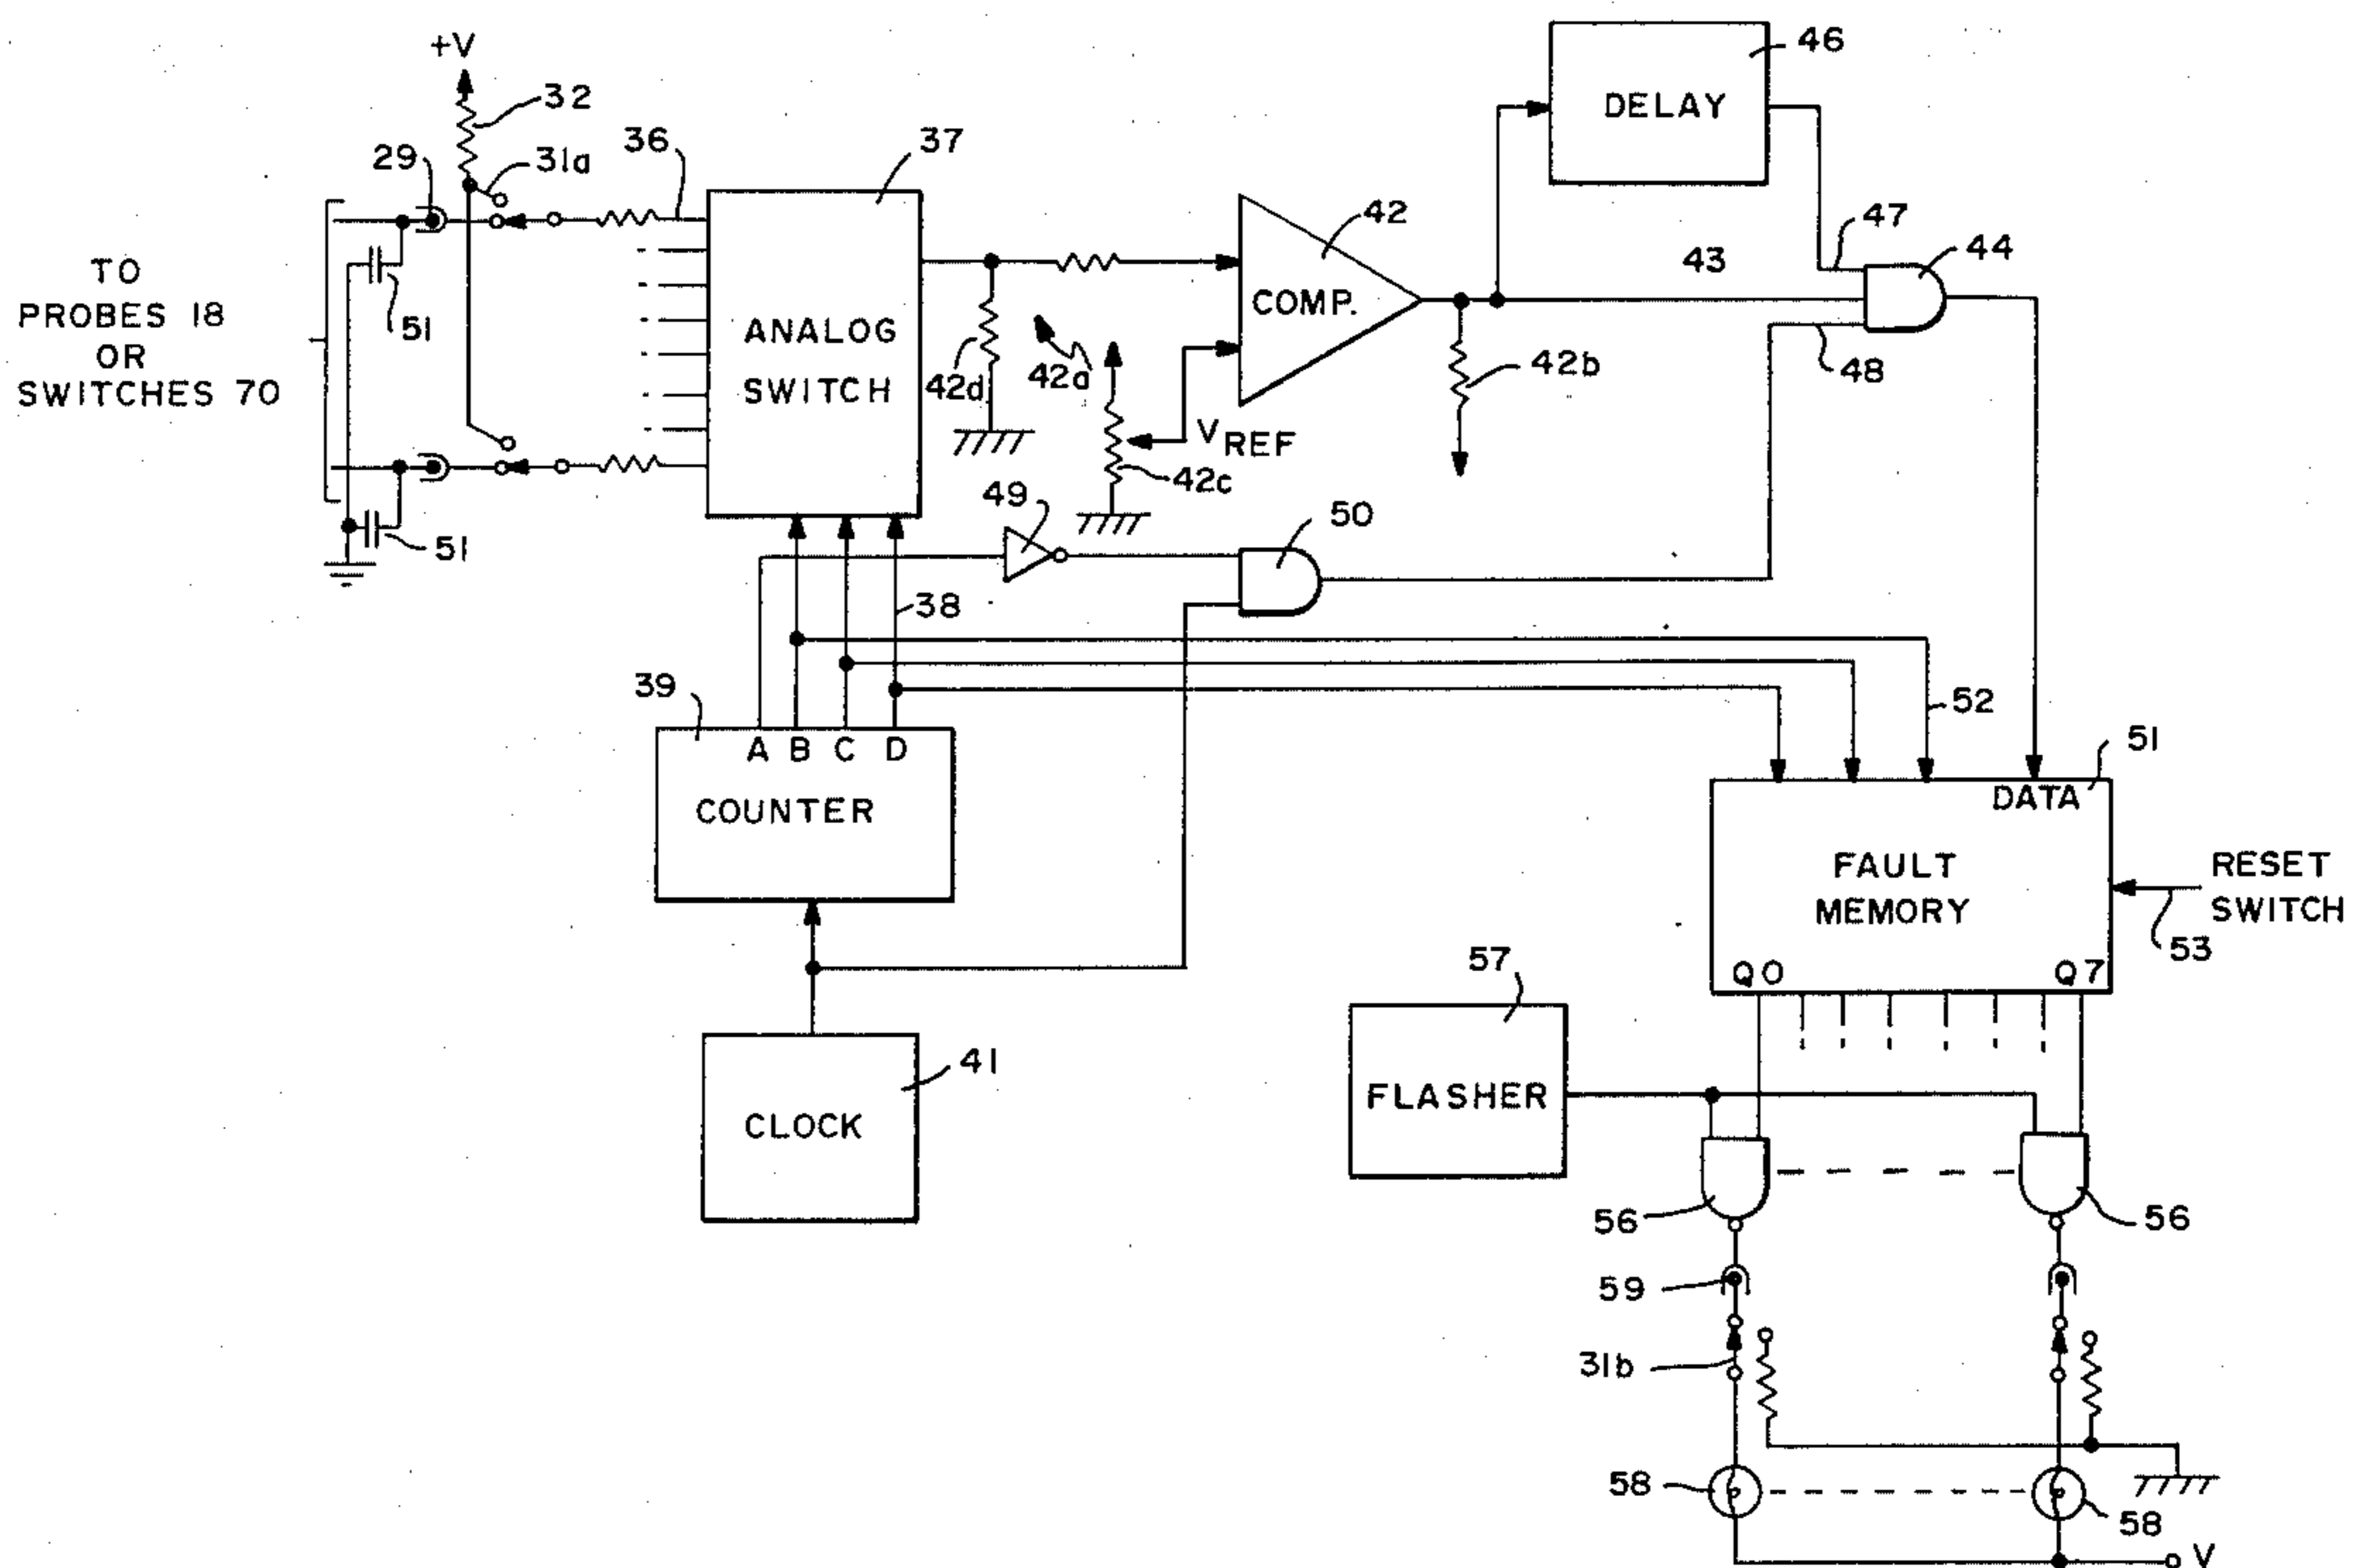 +V
32
31a
29
36
37
46
DELAY
47
44
43
42
COMP.
48
TO
PROBES 18
OR
SWITCHES 70
51
51
ANALOG
SWITCH
42d
42a
42b
VREF
42c
49
50
38
52
39
A B C D
COUNTER
51
DATA
FAULT
MEMORY
RESET
SWITCH
53
Q0
Q7
57
FLASHER
41
CLOCK
56
56
59
31b
58
58
V